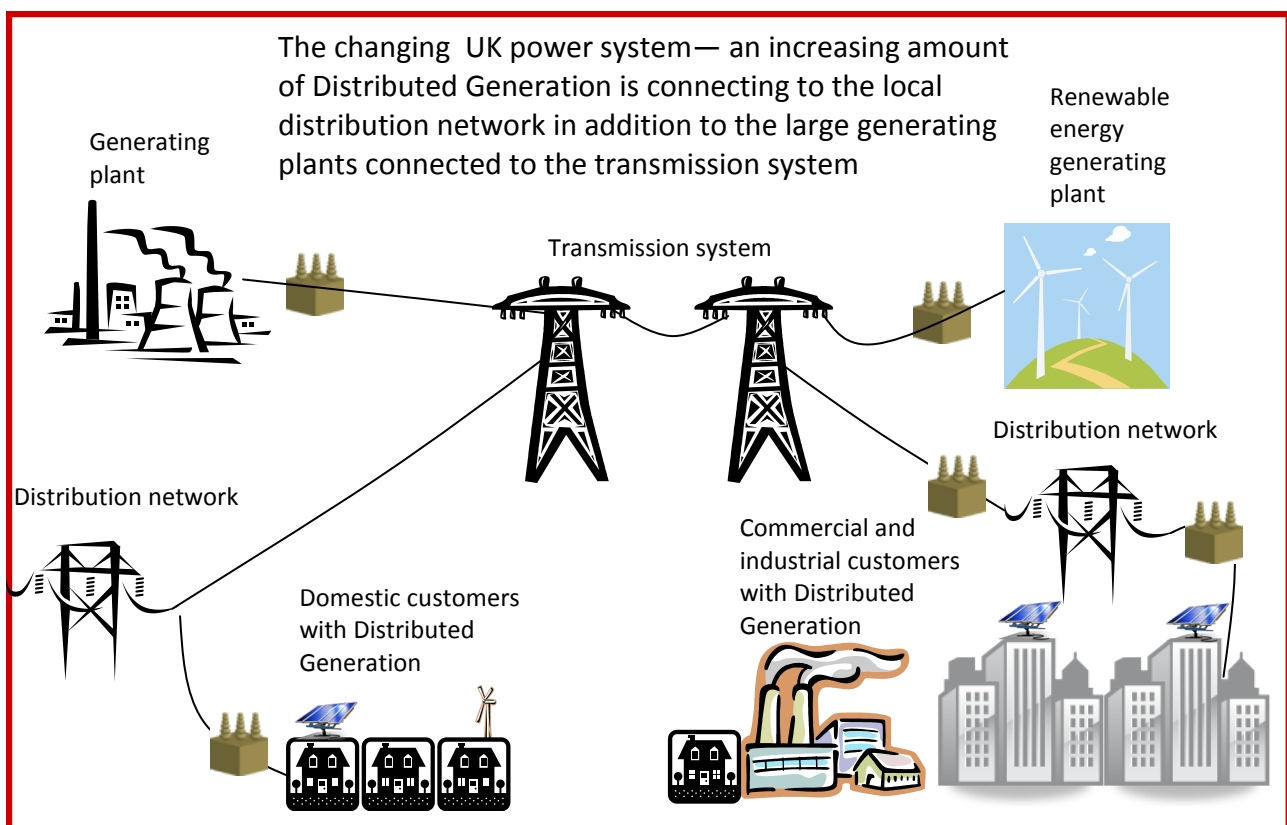 The changing  UK power system— an increasing amount
of Distributed Generation is connecting to the local
distribution network in addition to the large generating
plants connected to the transmission system
Generating
plant
Renewable
energy
generating
plant
Transmission system
Distribution network
Distribution network
Domestic customers
with Distributed
Generation
Commercial and
industrial customers
with Distributed
Generation